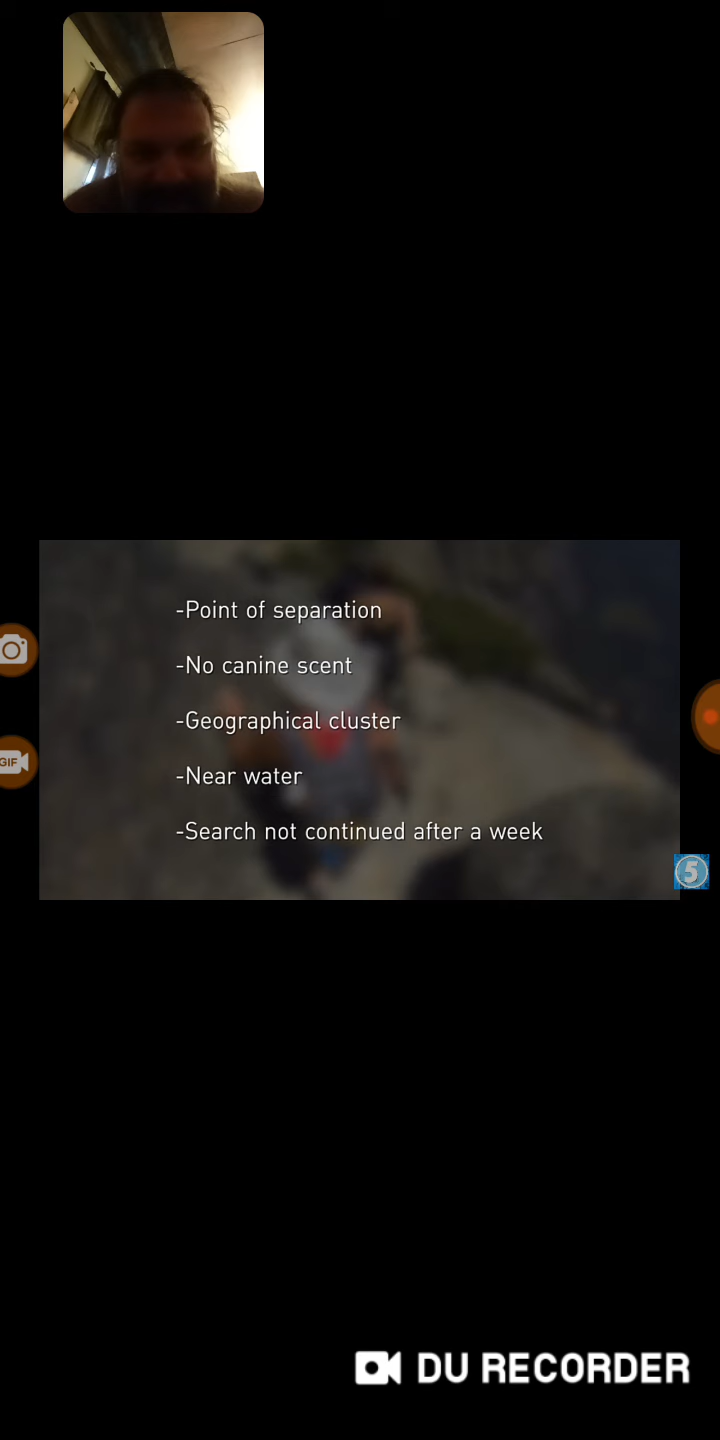 -Point of separation
-No canine scent
GIF
-Geographical cluster
-Near water
-Search not continued after a week
5
DU RECORDER